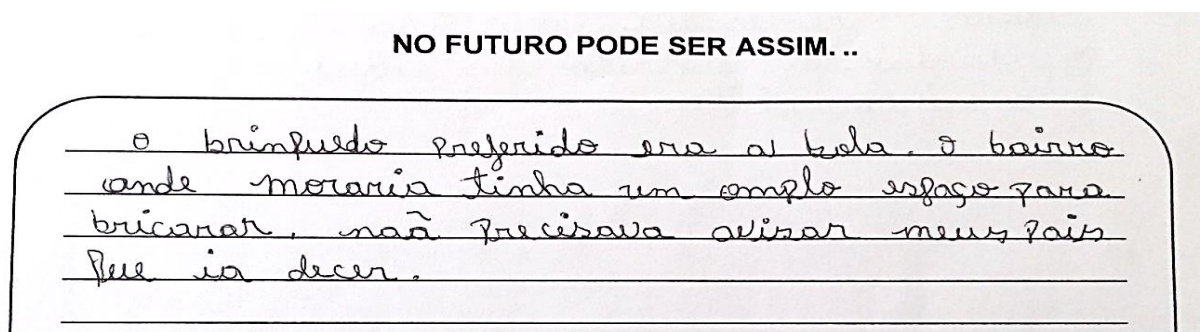 NO FUTURO PODE SER ASSIM...
O brinquedo preferido era a bola. O bairro
onde moraria tinha um amplo espaço para
bricarar, naã precisava avisar meus pais
que ia decer.